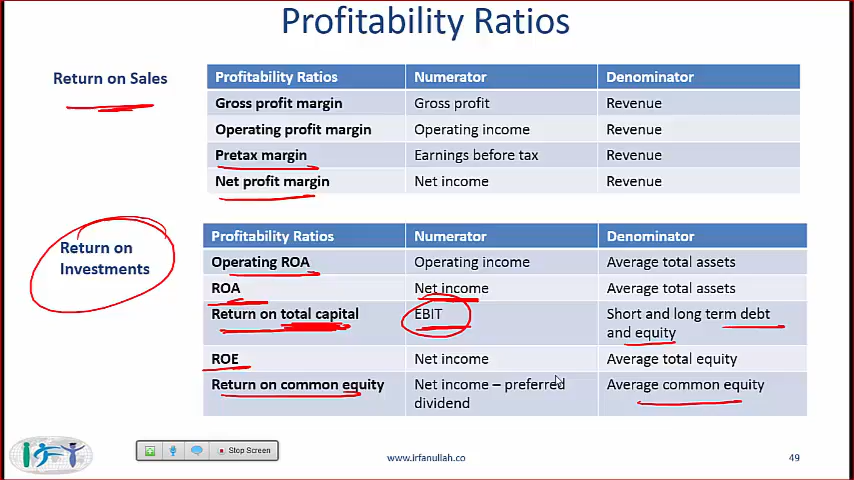 Profitability Ratios
Return on Sales
Profitability Ratios Numerator Denominator
Gross profit margin Gross profit Revenue
Operating profit margin Operating income Revenue
Pretax margin Earnings before tax Revenue
Net profit margin Net income Revenue
Return on
Investments
Profitability Ratios Numerator Denominator
Operating ROA Operating income Average total assets
ROA Net income Average total assets
Return on total capital EBIT Short and long term debt
and equity
ROE Net income Average total equity
Return on common equity Net income – preferred Average common equity
dividend
Stop Screen
www.irfanullah.co
49